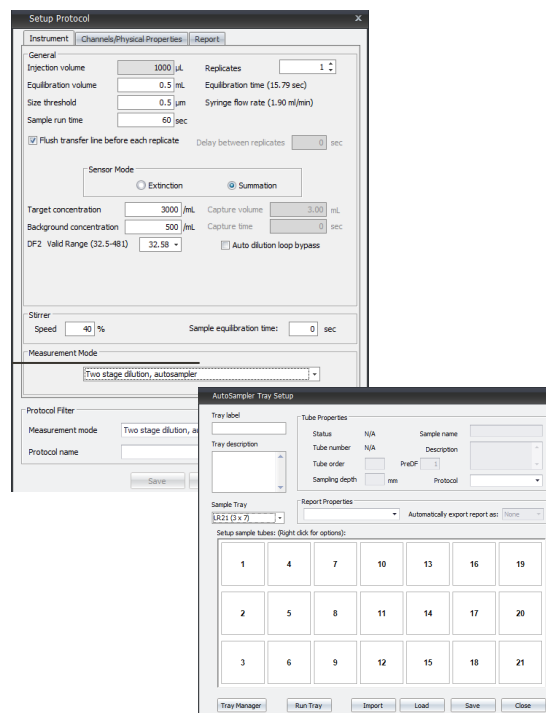 Setup Protocol x
Instrument Channels/Physical Properties Report
General
Injection volume 1000 µL Replicates 1
Equilibration volume 0.5 mL Equilibration time (15.79 sec)
Size threshold 0.5 µm Syringe flow rate (1.90 ml/min)
Sample run time 60 sec
Flush transfer line before each replicate Delay between replicates 0 sec
Sensor Mode
Extinction Summation
Target concentration 3000 /mL Capture volume 3.00 mL
Background concentration 500 /mL Capture time 0 sec
DF2 Valid Range (32.5-481) 32.58 Auto dilution loop bypass
Stirrer
Speed 40 % Sample equilibration time: 0 sec
Measurement Mode
Two stage dilution, autosampler
Protocol Filter
Measurement mode Two stage dilution,
Protocol name
Save
AutoSampler Tray Setup
Tray label
Tray description
Sample Tray
LR21 (3 x 7)
Tube Properties
Status N/A Sample name
Tube number N/A Description
Tube order PreDF 1
Sampling depth mm Protocol
Report Properties
Automatically export report as: None
Setup sample tubes: (Right click for options):
1 4 7 10 13 16 19
2 5 8 11 14 17 20
3 6 9 12 15 18 21
Tray Manager Run Tray Import Load Save Close